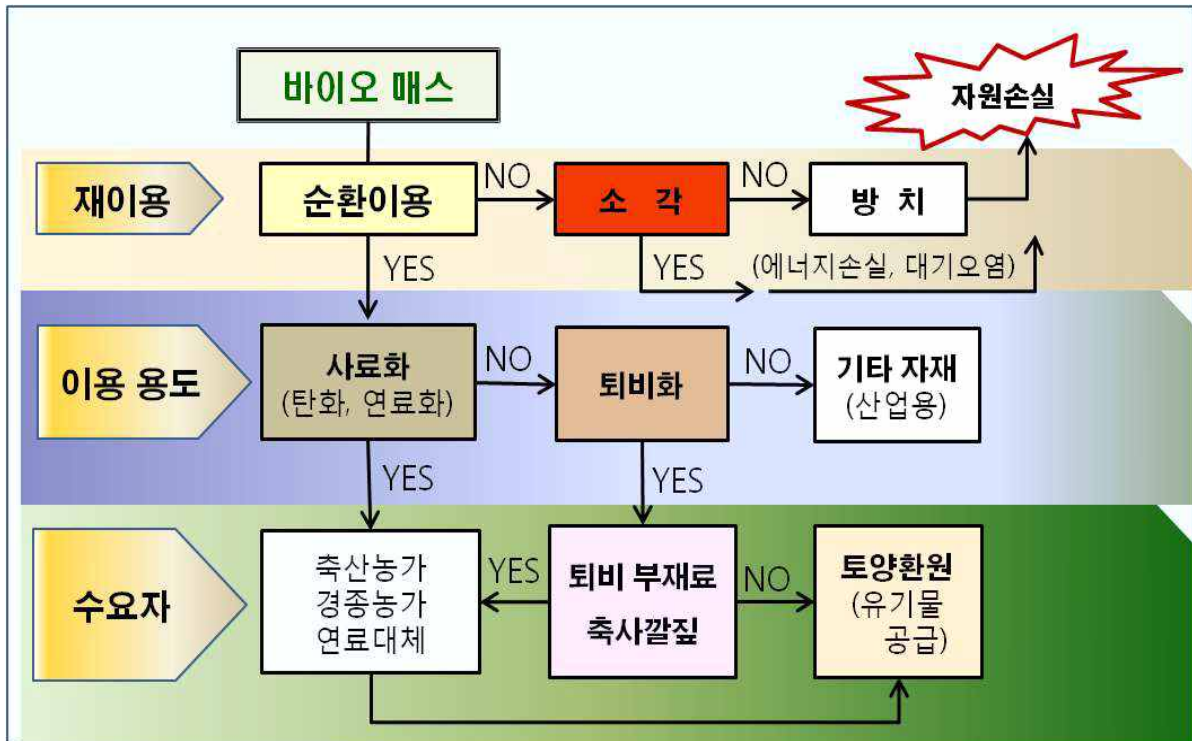 바이오 매스
자원손실
재이용
순환이용
NO
소 각
NO
방 치
YES
YES
(에너지손실, 대기오염)
이용 용도
사료화
(탄화, 연료화)
NO
퇴비화
NO
기타 자재
(산업용)
YES
YES
수요자
축산농가
경종농가
연료대체
YES
퇴비 부재료
축사깔짚
NO
토양환원
(유기물
공급)